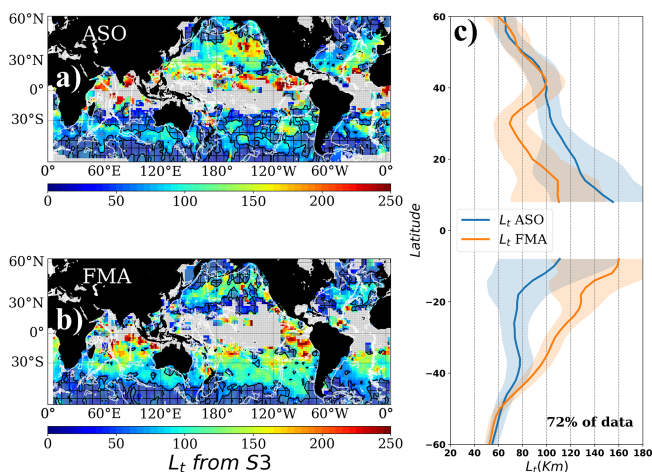 60°N
30°N
0°
30°S
ASO
a)
0° 60°E 120°E 180° 120°W 60°W 0°
0 50 100 150 200 250
60°N
30°N
0°
30°S
FMA
b)
0° 60°E 120°E 180° 120°W 60°W 0°
0 50 100 150 200 250
L_t from S3
c)
60
40
20
0
−20
−40
−60
Latitude
L_t ASO
L_t FMA
72% of data
20 40 60 80 100 120 140 160 180
L_t(Km)